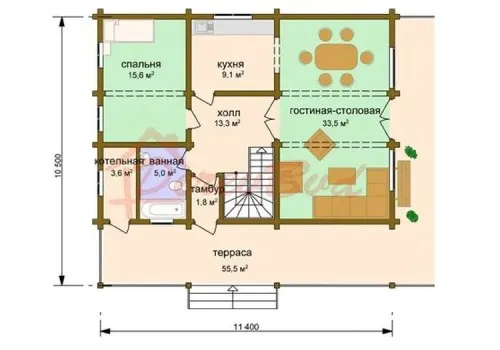 спальня
15,6 м²
кухня
9,1 м²
холл
13,3 м²
гостиная-столовая
33,5 м²
котельная
3,6 м²
ванная
5,0 м²
тамбур
1,8 м²
терраса
55,5 м²
10 500
11 400